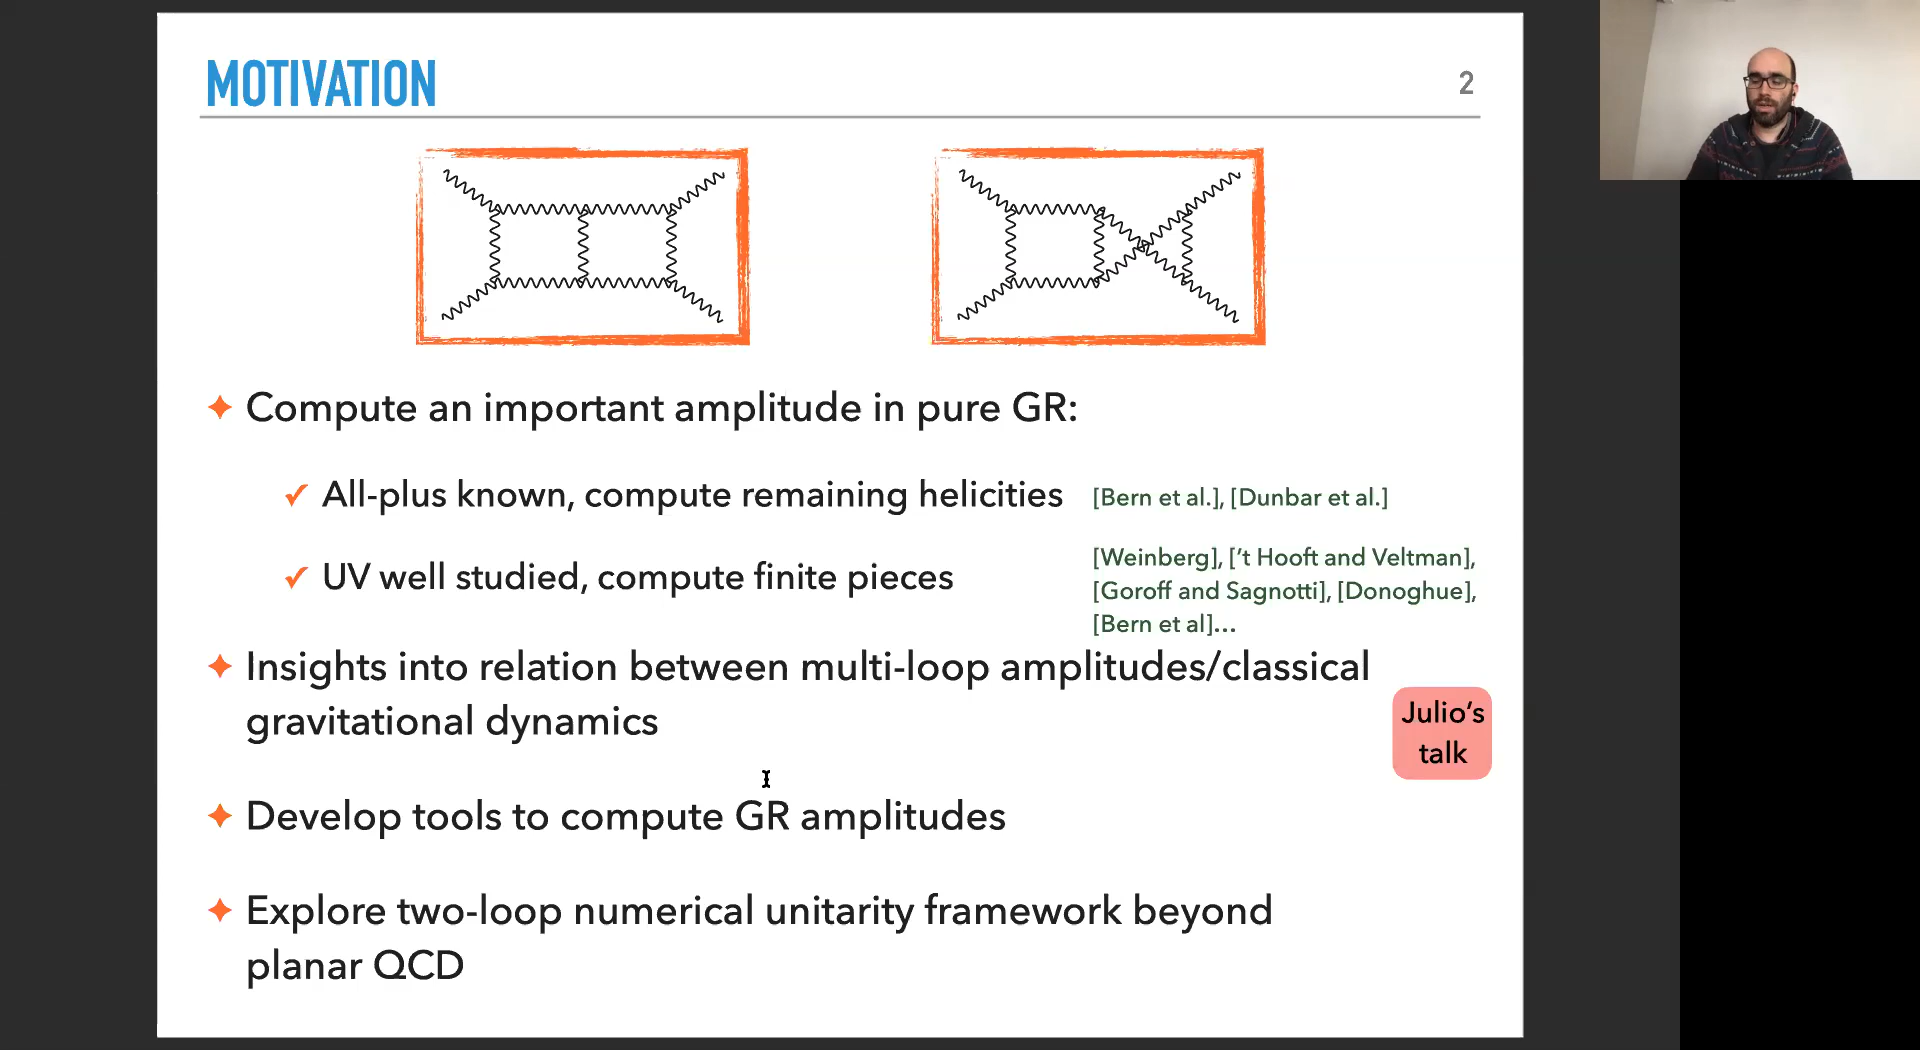 MOTIVATION
2
Compute an important amplitude in pure GR:
✓ All-plus known, compute remaining helicities [Bern et al.], [Dunbar et al.]
✓ UV well studied, compute finite pieces
[Weinberg], [’t Hooft and Veltman],
[Goroff and Sagnotti], [Donoghue],
[Bern et al]…
Insights into relation between multi-loop amplitudes/classical
gravitational dynamics
Julio’s
talk
Develop tools to compute GR amplitudes
Explore two-loop numerical unitarity framework beyond
planar QCD